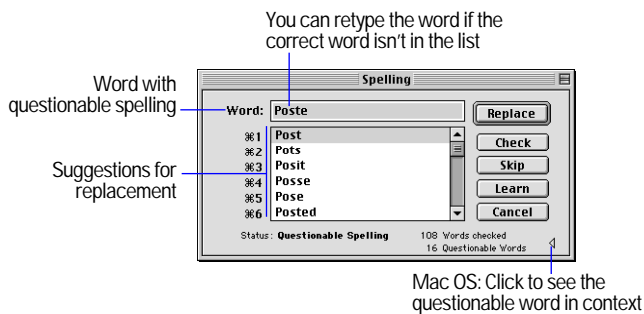 You can retype the word if the
correct word isn't in the list
Spelling
Word with
questionable spelling
Word: Poste
Replace
⌘1 Post
⌘2 Pots
⌘3 Posit
⌘4 Posse
⌘5 Pose
⌘6 Posted
Check
Skip
Learn
Cancel
Suggestions for
replacement
Status: Questionable Spelling
108 Words checked
16 Questionable Words
Mac OS: Click to see the
questionable word in context